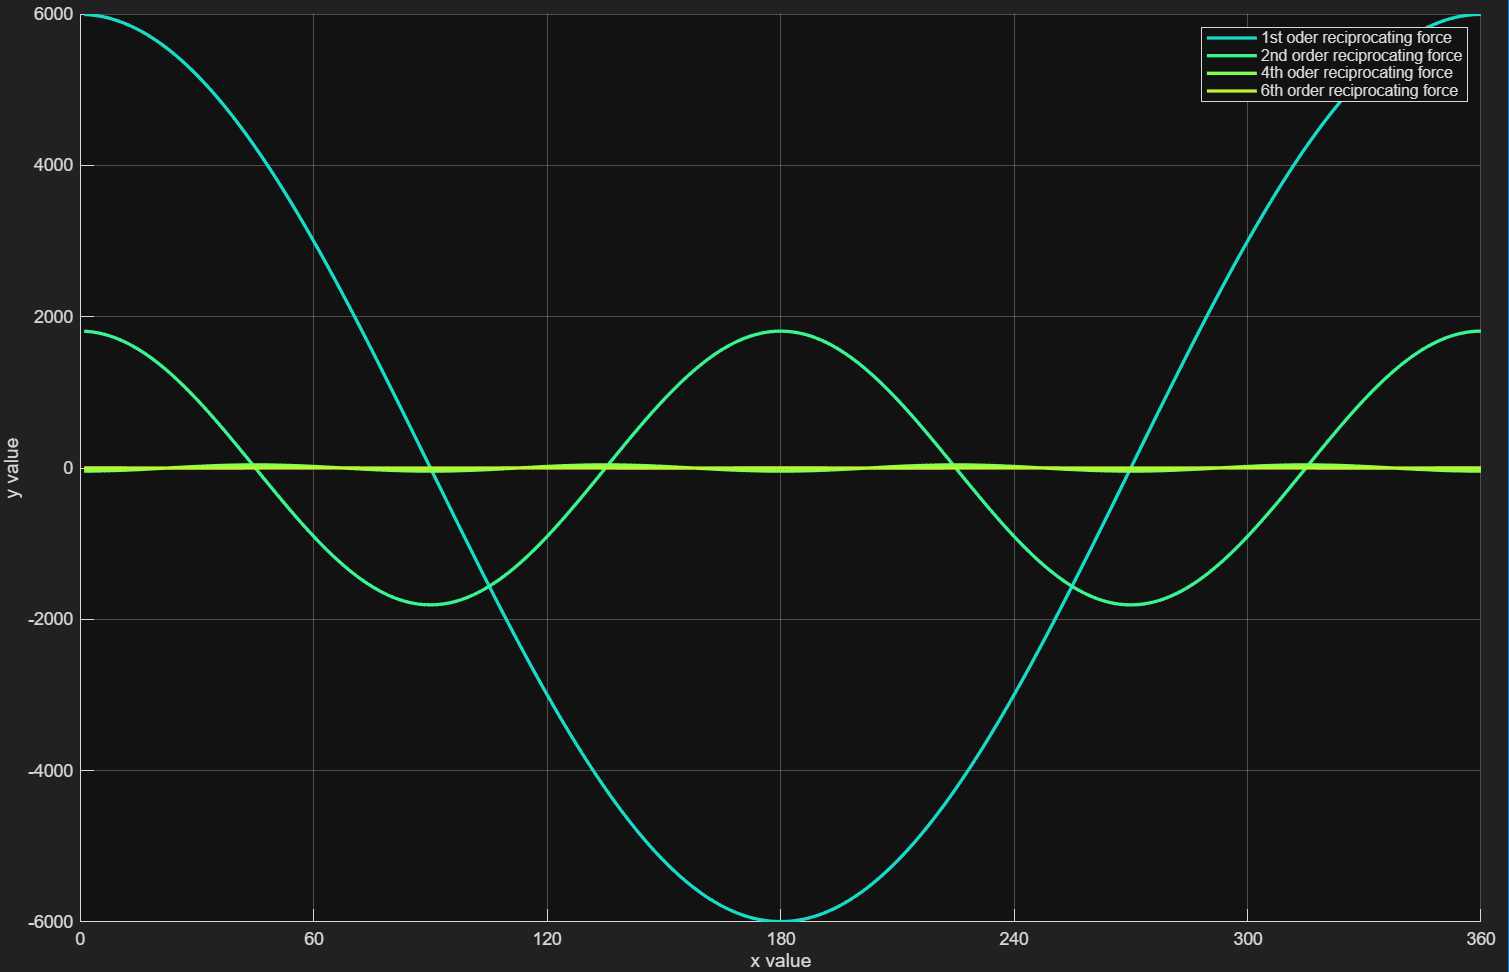 6000
4000
2000
0
-2000
-4000
-6000
y value
1st oder reciprocating force
2nd order reciprocating force
4th oder reciprocating force
6th order reciprocating force
0 60 120 180 240 300 360
x value